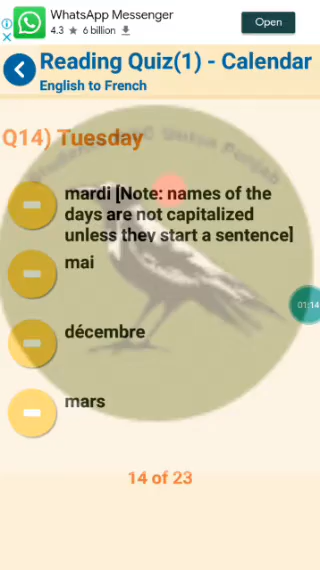 WhatsApp Messenger
4.3 ★ 6 billion
Open
Reading Quiz(1) - Calendar
English to French
Q14) Tuesday
mardi [Note: names of the
days are not capitalized
unless they start a sentence]
mai
01:14
décembre
mars
14 of 23